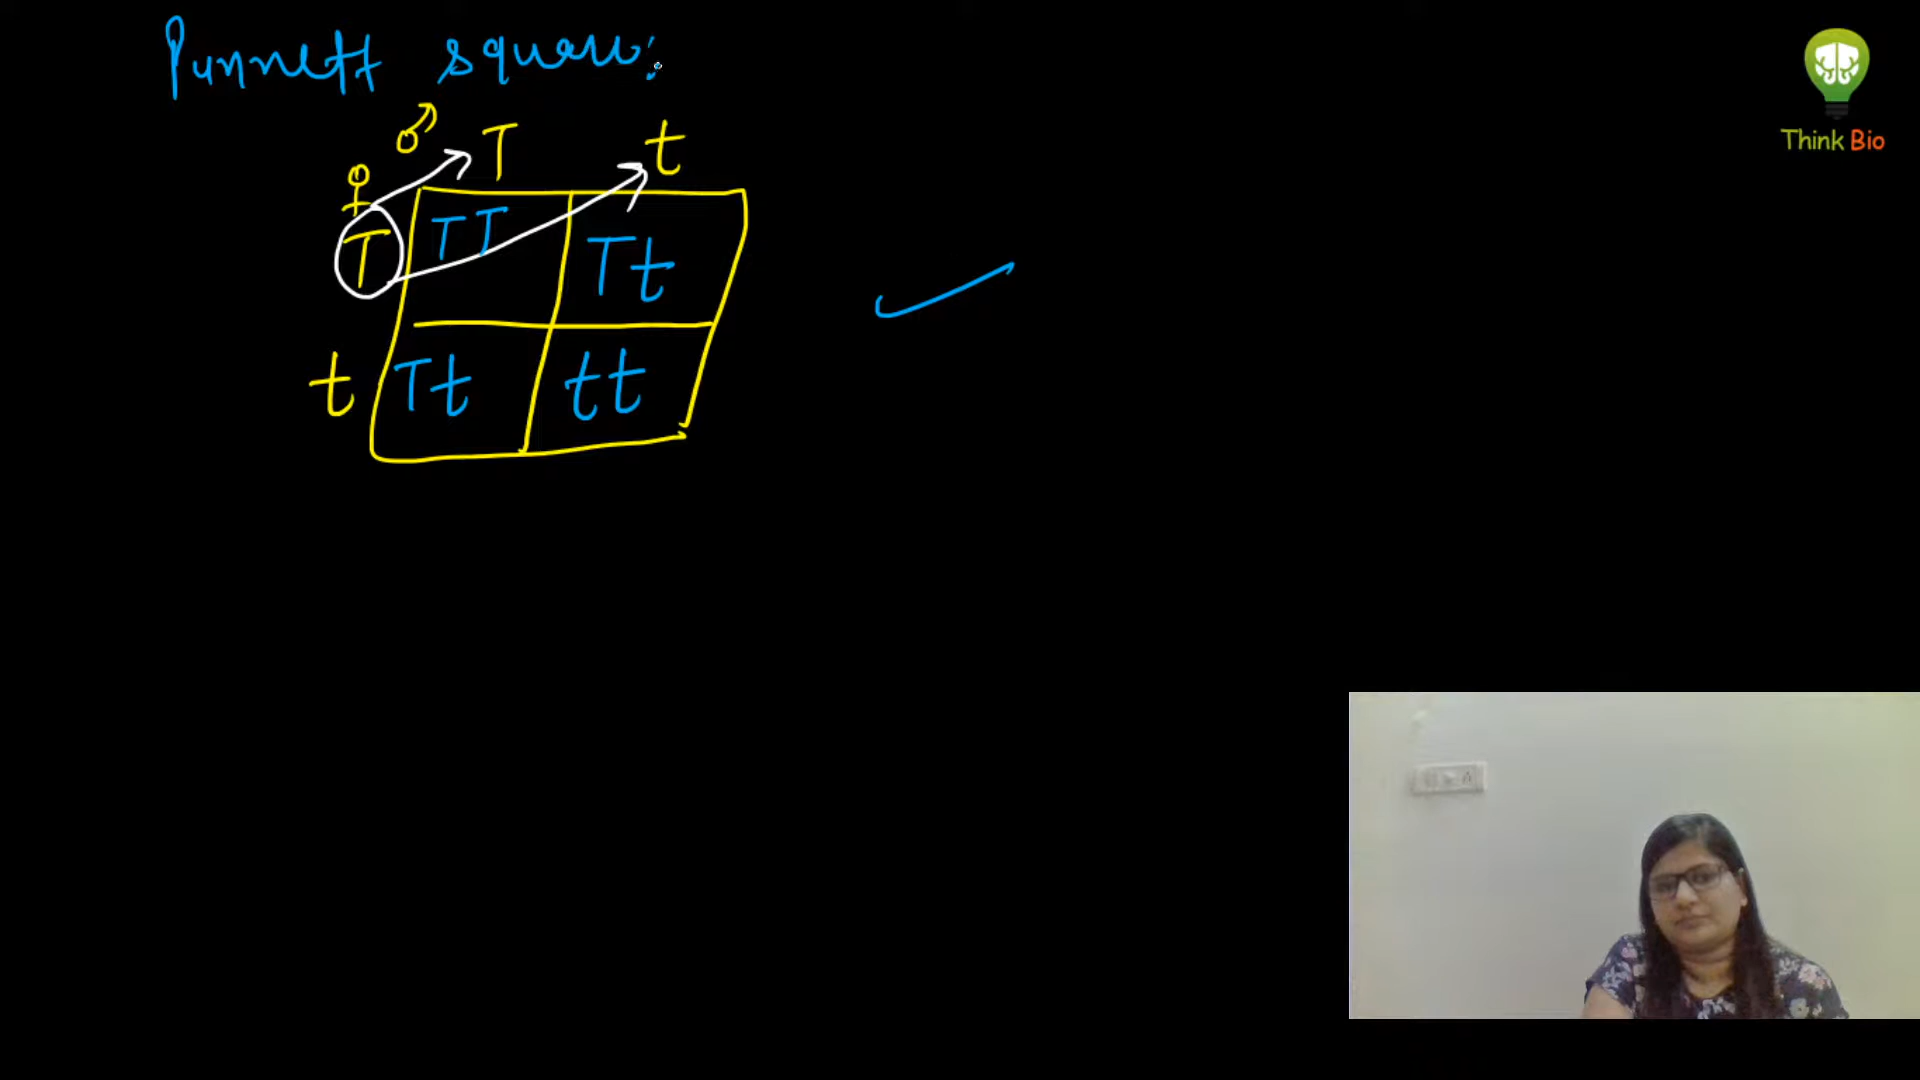 Punnett square:
♂ T t
♀
T TT Tt
t Tt tt
Think Bio